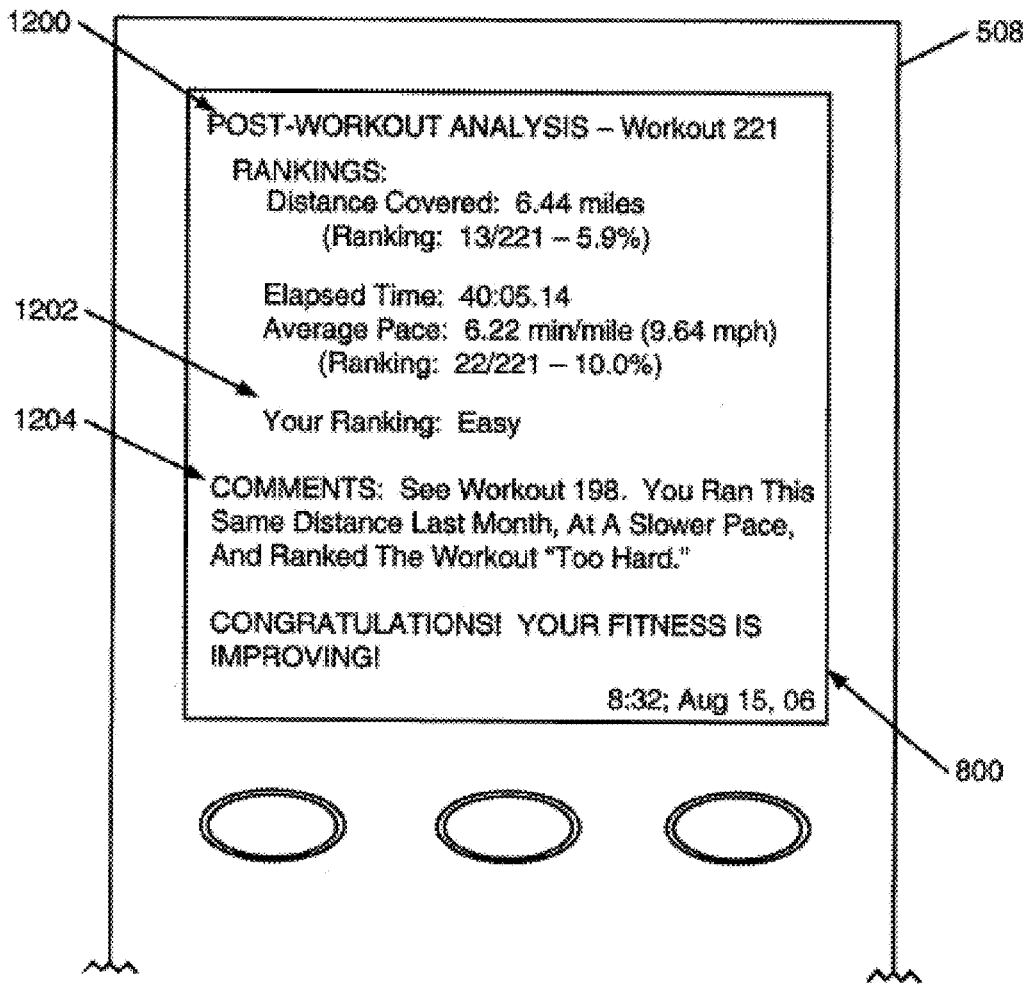 1200
508
POST-WORKOUT ANALYSIS – Workout 221
RANKINGS:
Distance Covered: 6.44 miles
(Ranking: 13/221 – 5.9%)
Elapsed Time: 40:05.14
1202
Average Pace: 6.22 min/mile (9.64 mph)
(Ranking: 22/221 – 10.0%)
Your Ranking: Easy
1204
COMMENTS: See Workout 198. You Ran This
Same Distance Last Month, At A Slower Pace,
And Ranked The Workout "Too Hard."
CONGRATULATIONS! YOUR FITNESS IS
IMPROVING!
8:32; Aug 15, 06
800